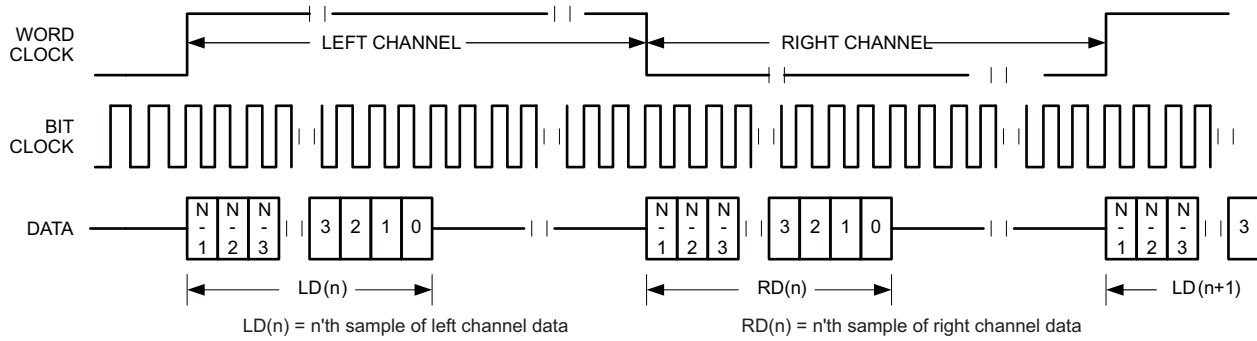 WORD
CLOCK
LEFT CHANNEL
RIGHT CHANNEL
BIT
CLOCK
DATA
N-1 N-2 N-3 3 2 1 0
N-1 N-2 N-3 3 2 1 0
N-1 N-2 N-3 3
LD(n)
RD(n)
LD(n+1)
LD(n) = n'th sample of left channel data
RD(n) = n'th sample of right channel data